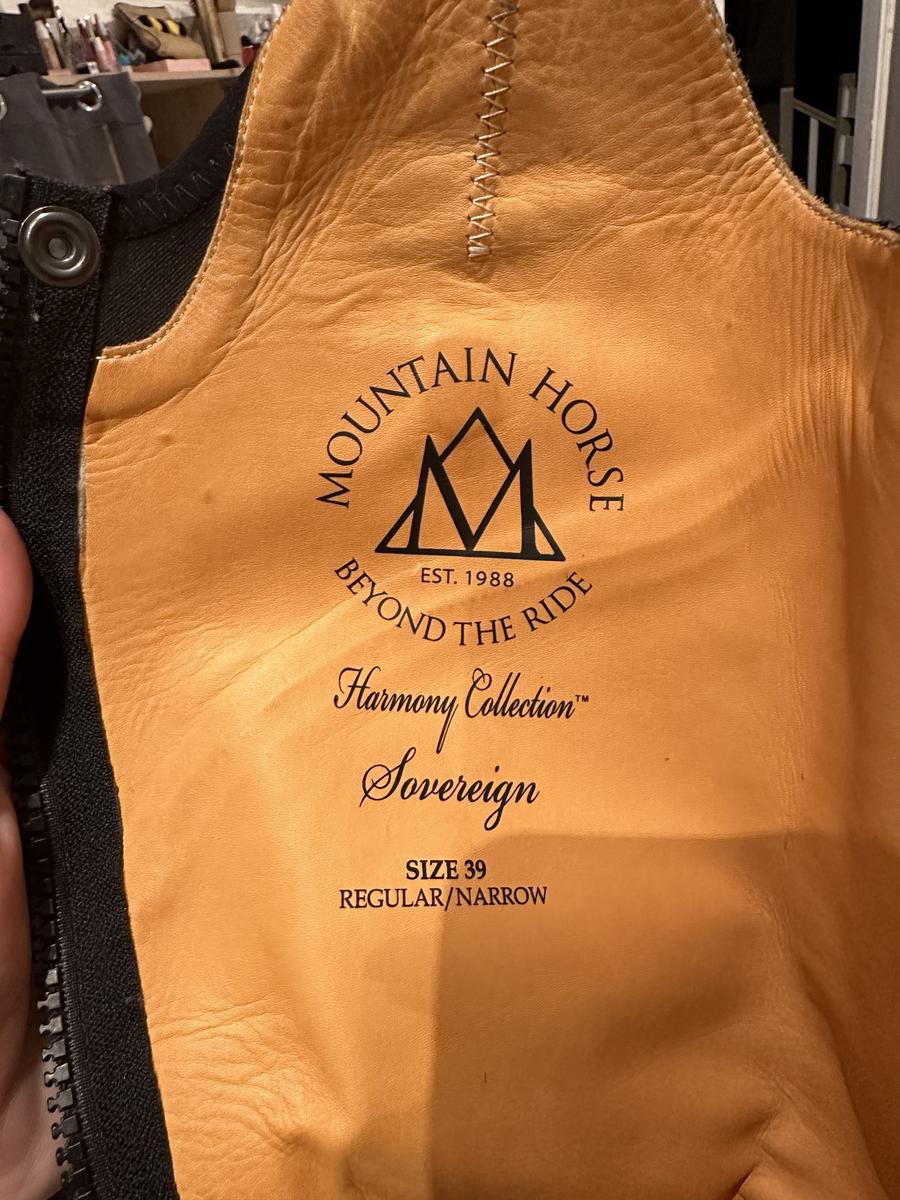 MOUNTAIN HORSE
EST. 1988
BEYOND THE RIDE
Harmony Collection™
Sovereign
SIZE 39
REGULAR/NARROW